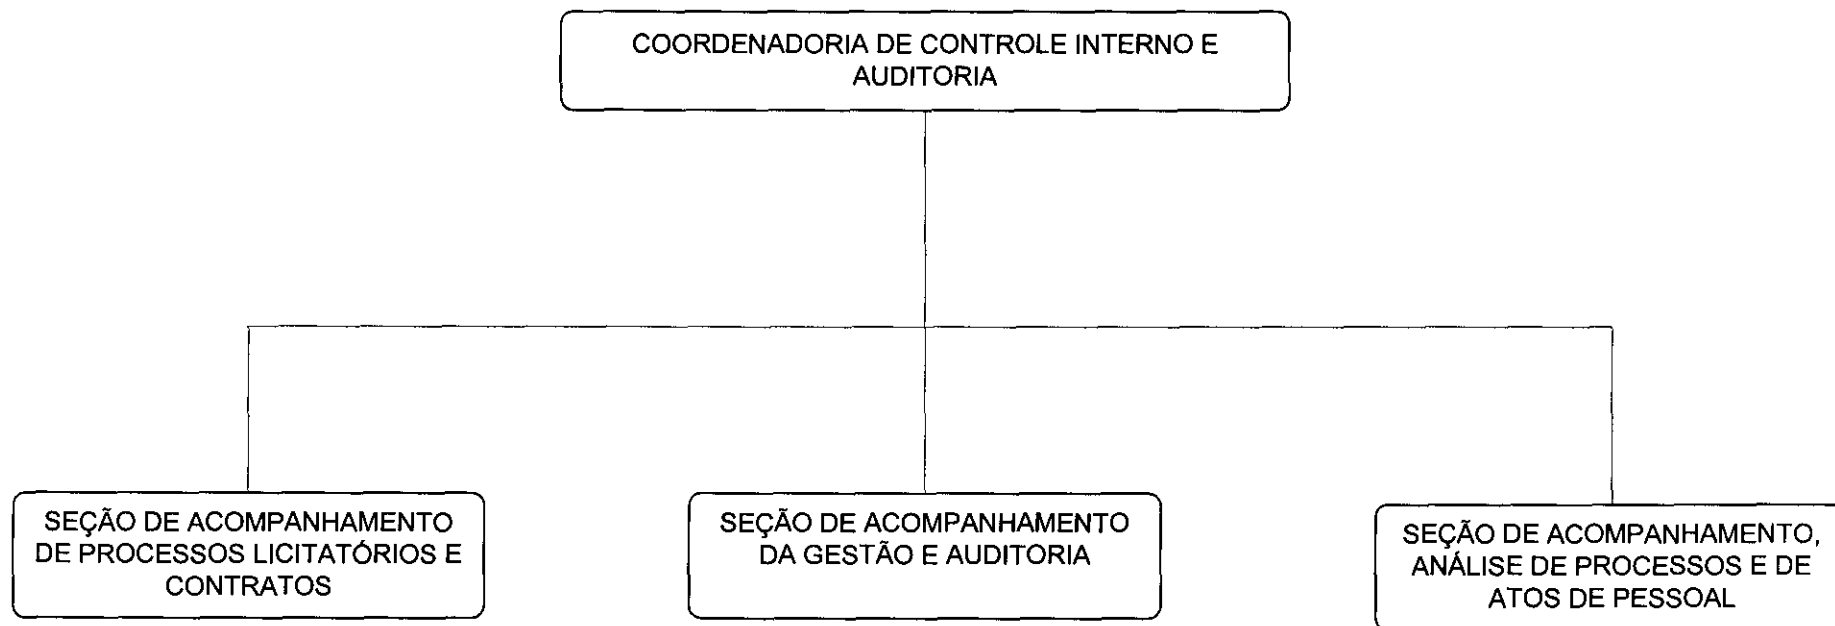 COORDENADORIA DE CONTROLE INTERNO E
AUDITORIA
SEÇÃO DE ACOMPANHAMENTO
DE PROCESSOS LICITATÓRIOS E
CONTRATOS
SEÇÃO DE ACOMPANHAMENTO
DA GESTÃO E AUDITORIA
SEÇÃO DE ACOMPANHAMENTO,
ANÁLISE DE PROCESSOS E DE
ATOS DE PESSOAL